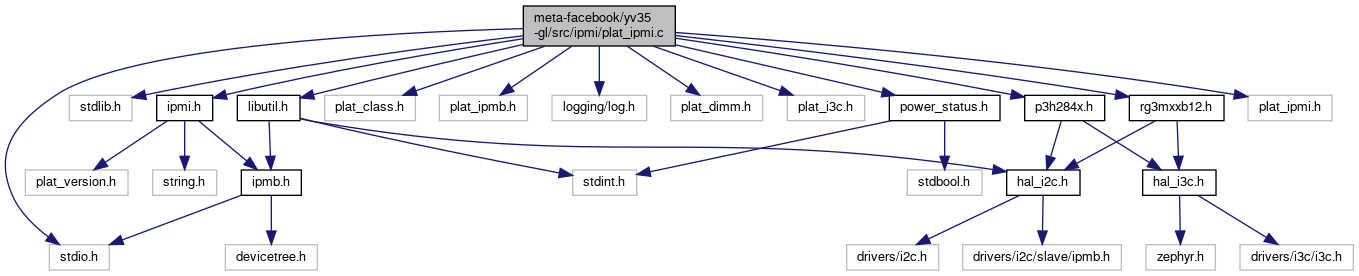 meta-facebook/yv35
-gl/src/ipmi/plat_ipmi.c
stdlib.h
ipmi.h
libutil.h
plat_class.h
plat_ipmb.h
logging/log.h
plat_dimm.h
plat_i3c.h
power_status.h
p3h284x.h
rg3mxxb12.h
plat_ipmi.h
plat_version.h
string.h
ipmb.h
stdint.h
stdbool.h
hal_i2c.h
hal_i3c.h
stdio.h
devicetree.h
drivers/i2c.h
drivers/i2c/slave/ipmb.h
zephyr.h
drivers/i3c/i3c.h